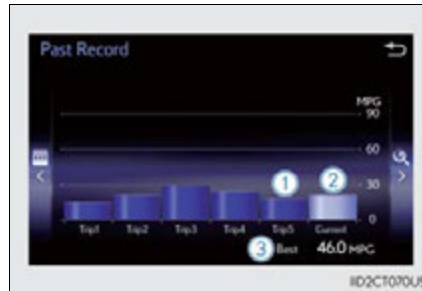 Past Record
MPG
90
60
1 2
30
0
Trip1 Trip2 Trip3 Trip4 Trip5 Current
3 Best 46.0 MPG
IID2CT070US